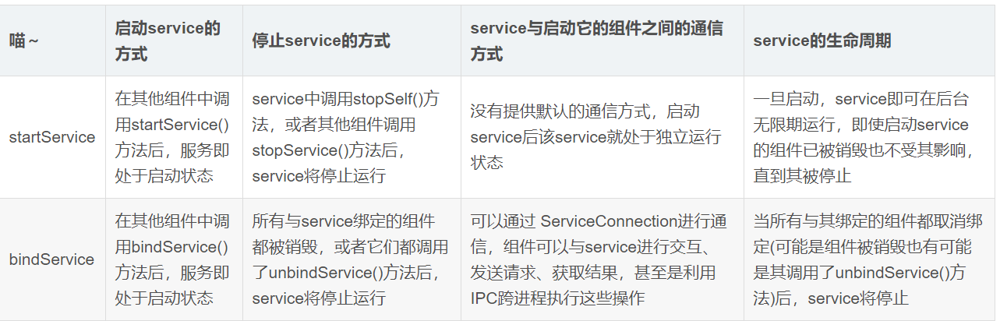 喵～
启动service的
方式
停止service的方式
service与启动它的组件之间的通信
方式
service的生命周期
startService
在其他组件中调
用startService()
方法后，服务即
处于启动状态
service中调用stopSelf()方
法，或者其他组件调用
stopService()方法后，
service将停止运行
没有提供默认的通信方式，启动
service后该service就处于独立运行
状态
一旦启动，service即可在后台
无限期运行，即使启动service
的组件已被销毁也不受其影响，
直到其被停止
bindService
在其他组件中调
用bindService()
方法后，服务即
处于启动状态
所有与service绑定的组件
都被销毁，或者它们都调用
了unbindService()方法后，
service将停止运行
可以通过 ServiceConnection进行通
信，组件可以与service进行交互、
发送请求、获取结果，甚至是利用
IPC跨进程执行这些操作
当所有与其绑定的组件都取消绑
定(可能是组件被销毁也有可能
是其调用了unbindService()方
法)后，service将停止